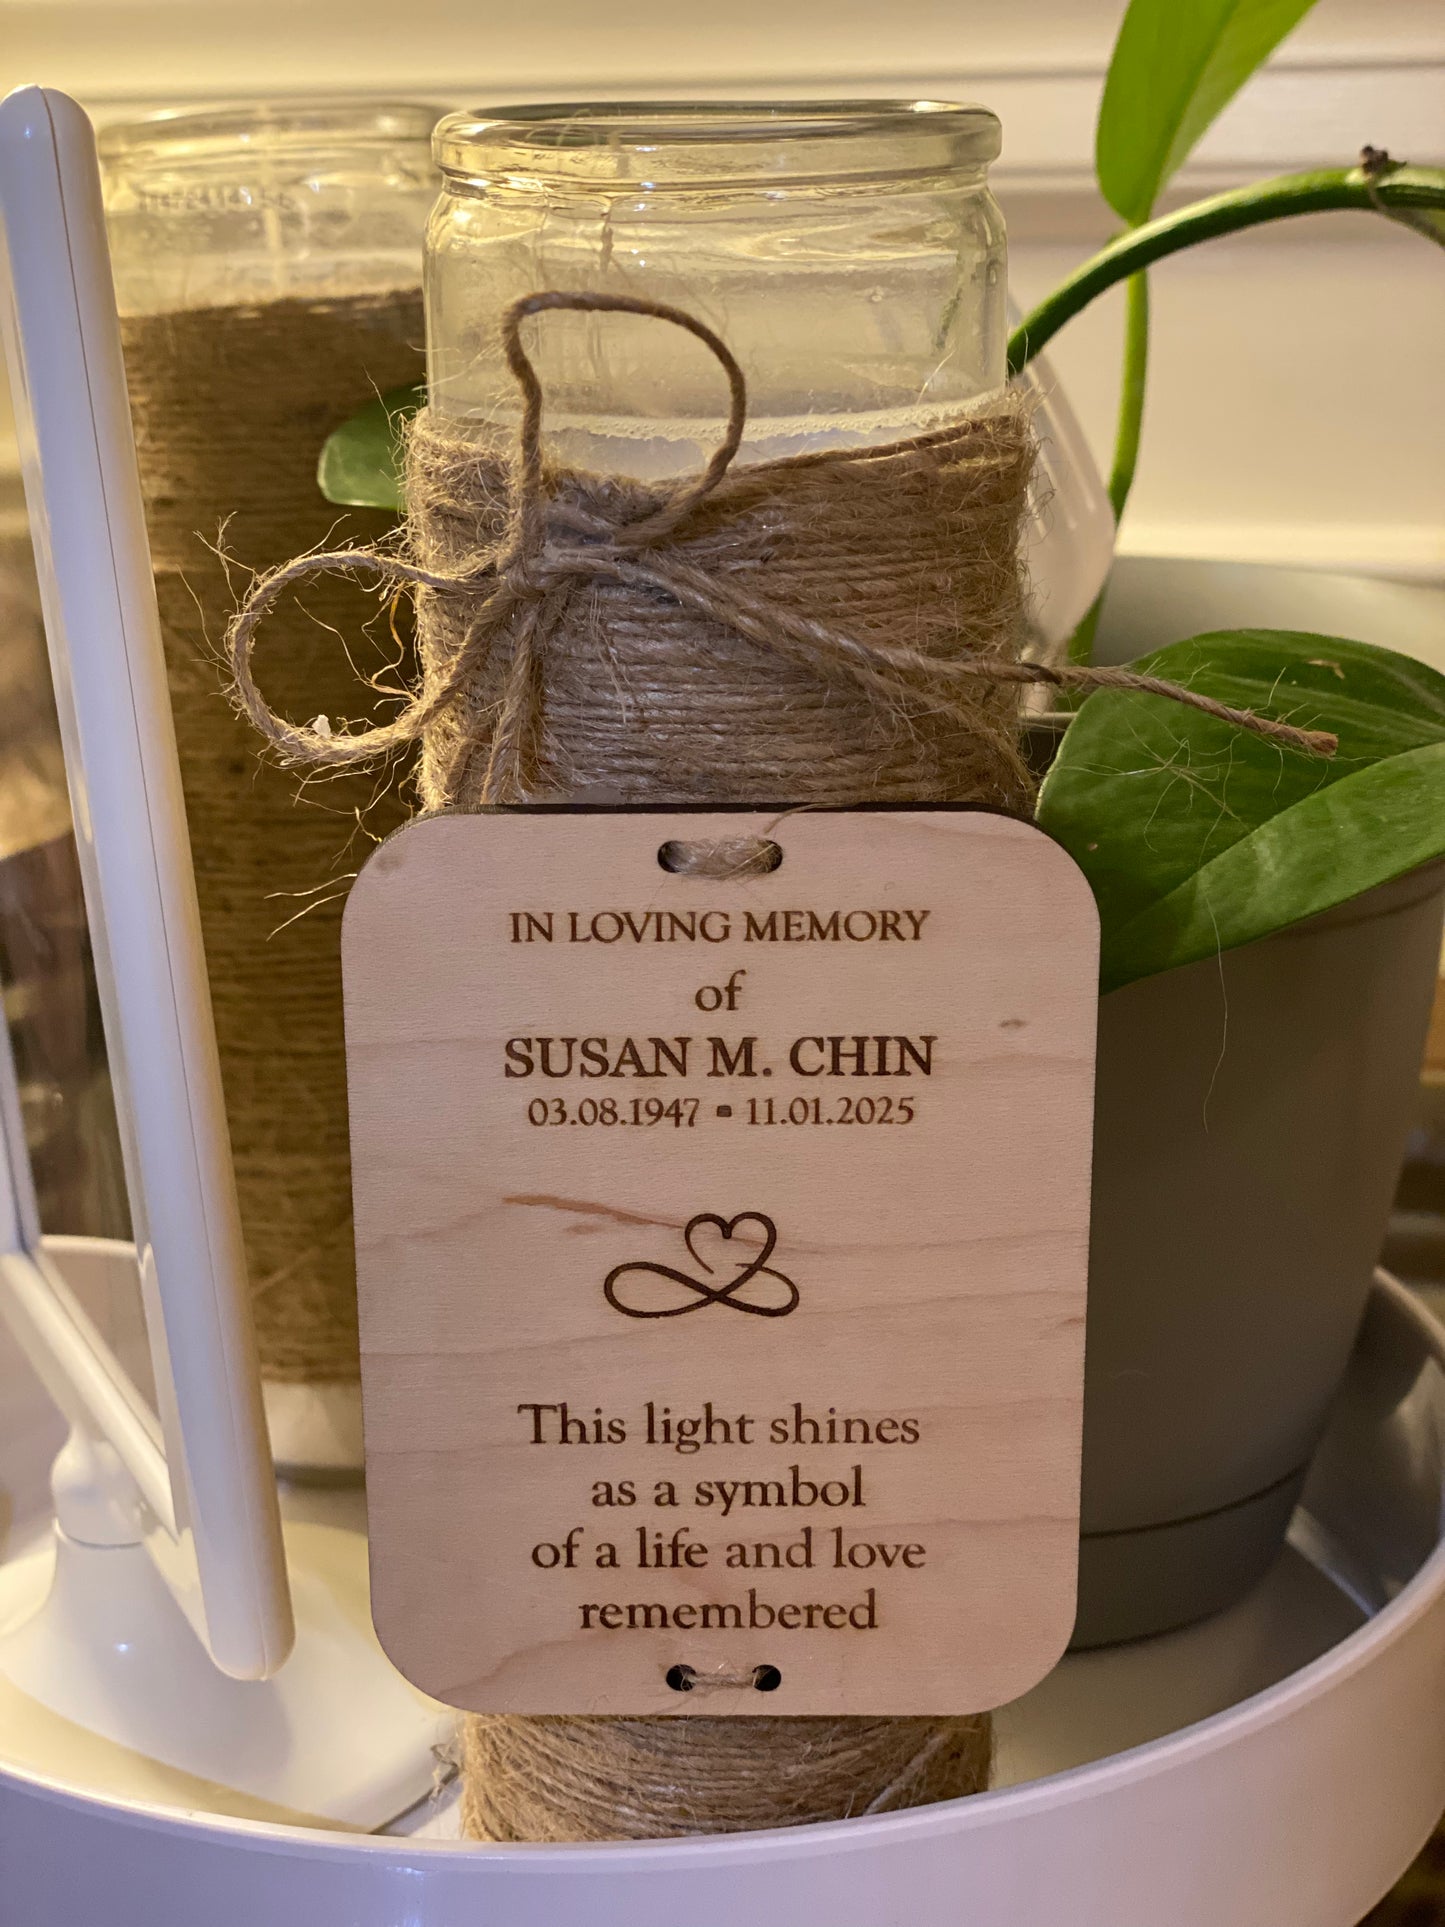 IN LOVING MEMORY
of
SUSAN M. CHIN
03.08.1947 ▪ 11.01.2025
This light shines
as a symbol
of a life and love
remembered